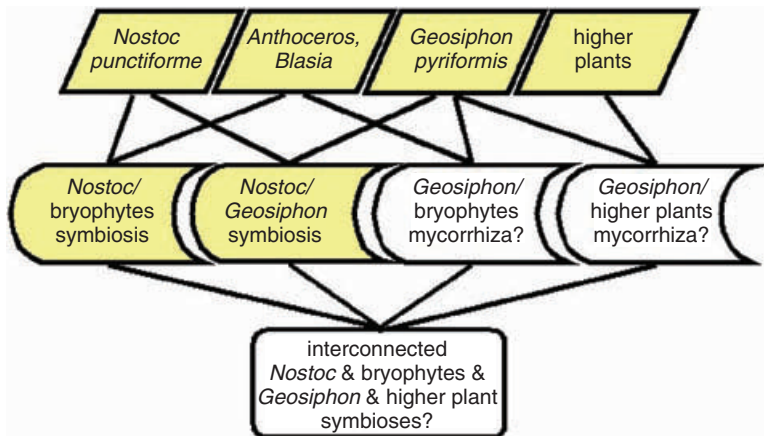 Nostoc
punctiforme
Anthoceros,
Blasia
Geosiphon
pyriformis
higher
plants
Nostoc/
bryophytes
symbiosis
Nostoc/
Geosiphon
symbiosis
Geosiphon/
bryophytes
mycorrhiza?
Geosiphon/
higher plants
mycorrhiza?
interconnected
Nostoc & bryophytes &
Geosiphon & higher plant
symbioses?